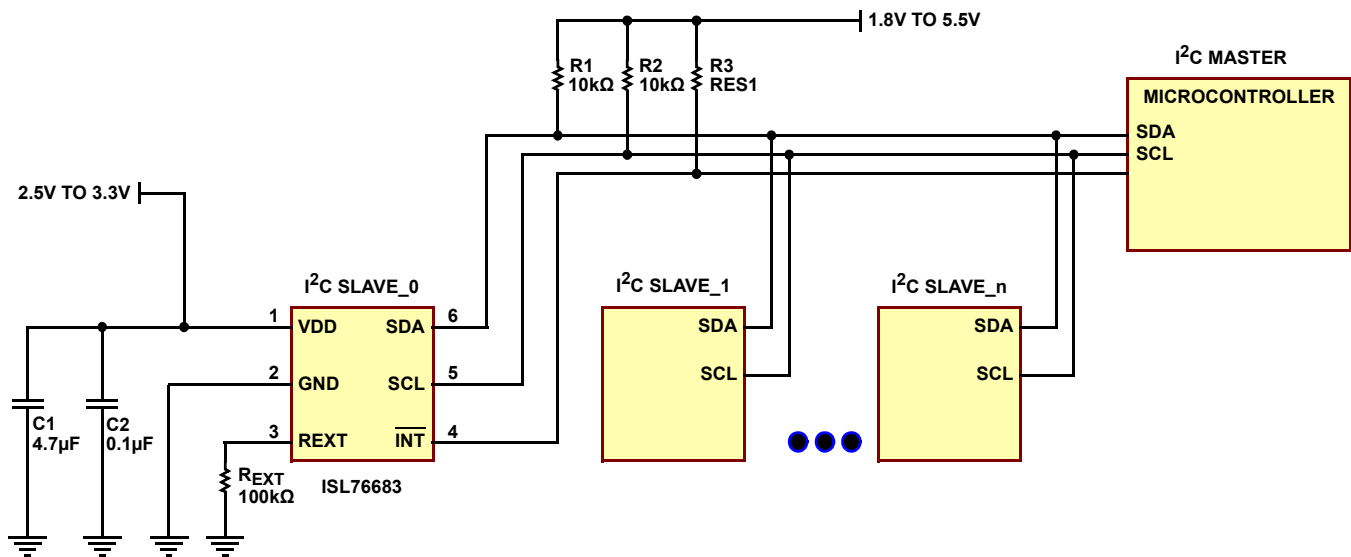 1.8V TO 5.5V
R1
10kΩ
R2
10kΩ
R3
RES1
I²C MASTER
MICROCONTROLLER
SDA
SCL
2.5V TO 3.3V
I²C SLAVE_0
1
VDD
SDA
6
2
GND
SCL
5
3
REXT
I̅N̅T̅
4
C1
4.7µF
C2
0.1µF
REXT
100kΩ
ISL76683
I²C SLAVE_1
SDA
SCL
I²C SLAVE_n
SDA
SCL